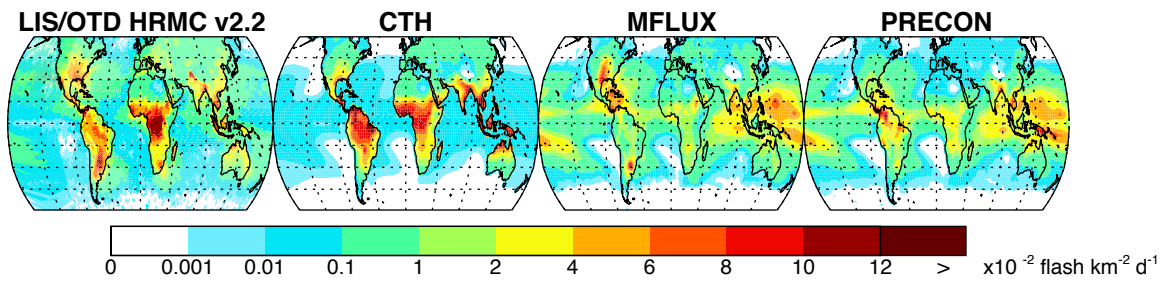 LIS/OTD HRMC v2.2 CTH MFLUX PRECON
0 0.001 0.01 0.1 1 2 4 6 8 10 12 > x10 -2 flash km-2 d-1